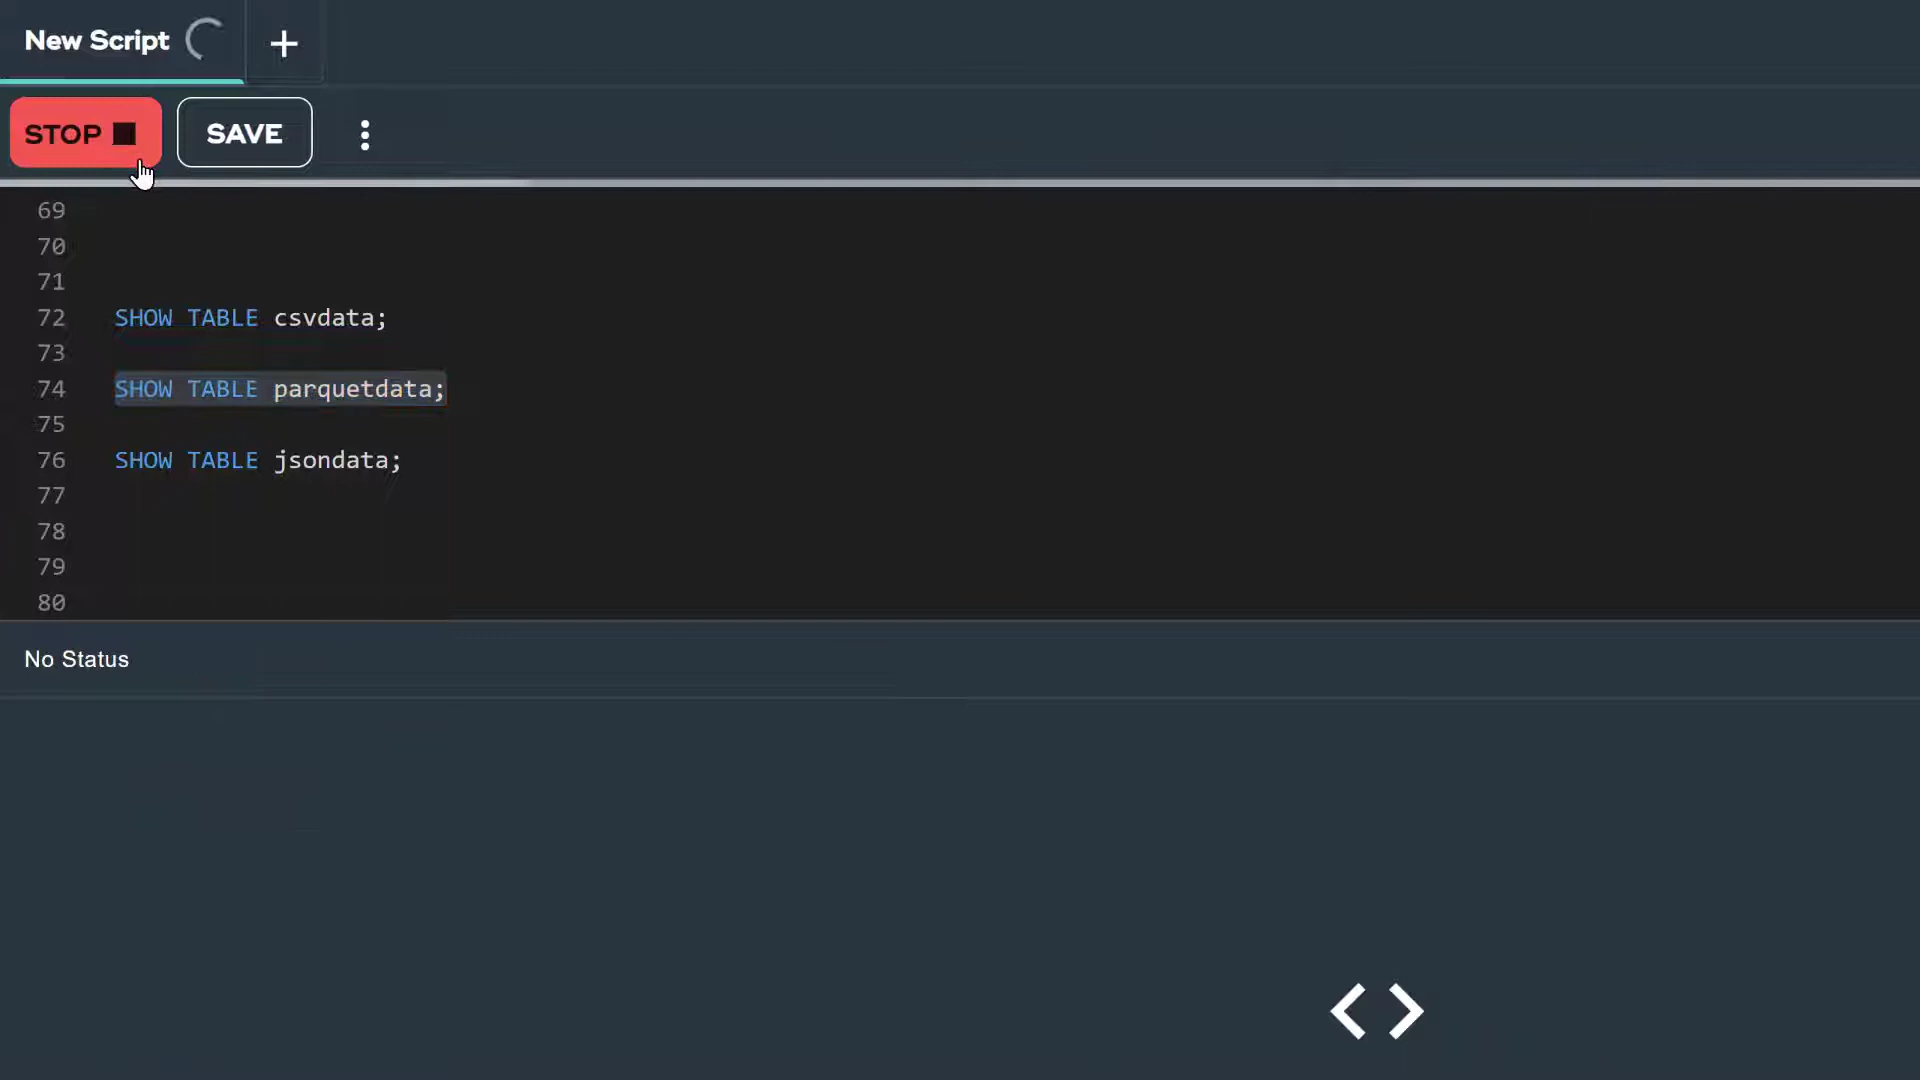 New Script
STOP SAVE
69
70
71
72 SHOW TABLE csvdata;
73
74 SHOW TABLE parquetdata;
75
76 SHOW TABLE jsondata;
77
78
79
80
No Status